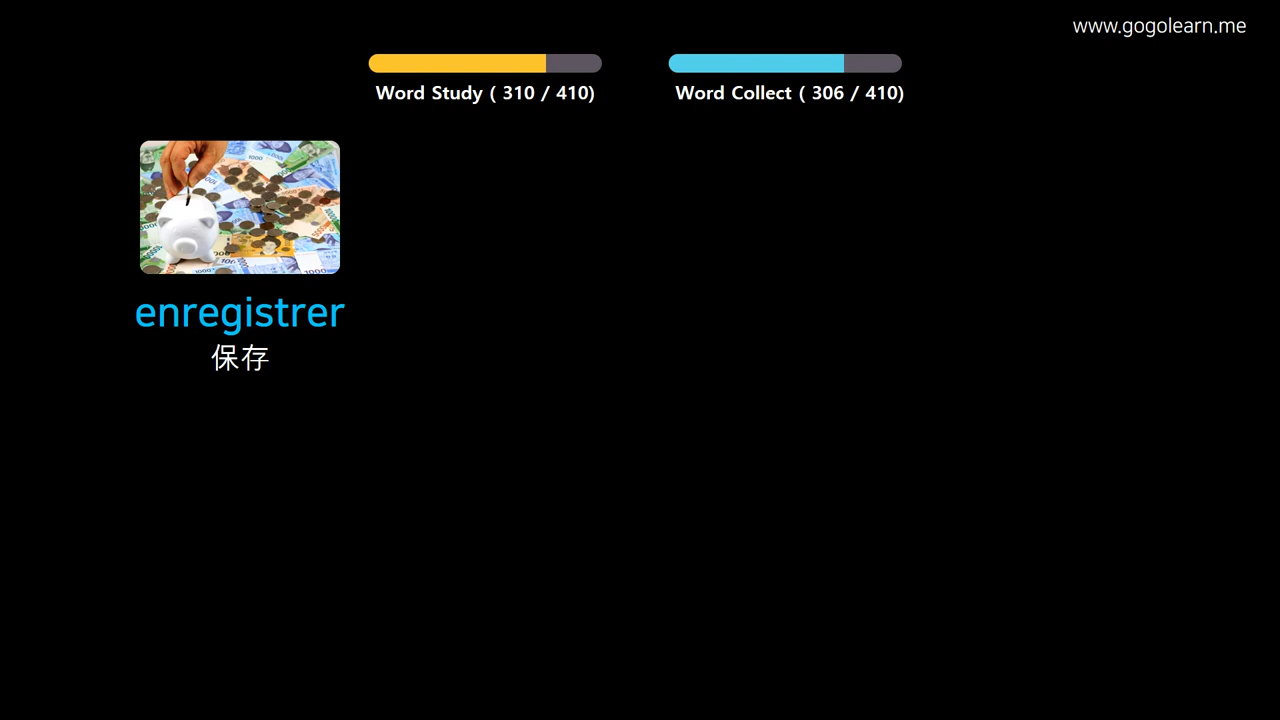 www.gogolearn.me
Word Study ( 310 / 410)
Word Collect ( 306 / 410)
enregistrer
保存